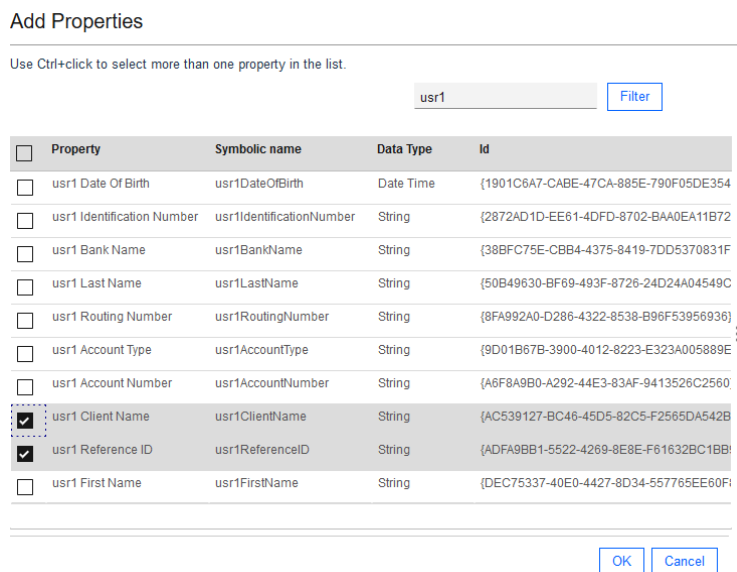 Add Properties
Use Ctrl+click to select more than one property in the list.
usr1 Filter
Property Symbolic name Data Type Id
usr1 Date Of Birth usr1DateOfBirth Date Time {1901C6A7-CABE-47CA-885E-790F05DE354
usr1 Identification Number usr1IdentificationNumber String {2872AD1D-EE61-4DFD-8702-BAA0EA11B72
usr1 Bank Name usr1BankName String {38BFC75E-CBB4-4375-8419-7DD5370831F
usr1 Last Name usr1LastName String {50B49630-BF69-493F-8726-24D24A04549C
usr1 Routing Number usr1RoutingNumber String {8FA992A0-D286-4322-8538-B96F53956936}
usr1 Account Type usr1AccountType String {9D01B67B-3900-4012-8223-E323A005889E
usr1 Account Number usr1AccountNumber String {A6F8A9B0-A292-44E3-83AF-9413526C2560}
usr1 Client Name usr1ClientName String {AC539127-BC46-45D5-82C5-F2565DA542B
usr1 Reference ID usr1ReferenceID String {ADFA9BB1-5522-4269-8E8E-F61632BC1BB9
usr1 First Name usr1FirstName String {DEC75337-40E0-4427-8D34-557765EE60F8
OK Cancel